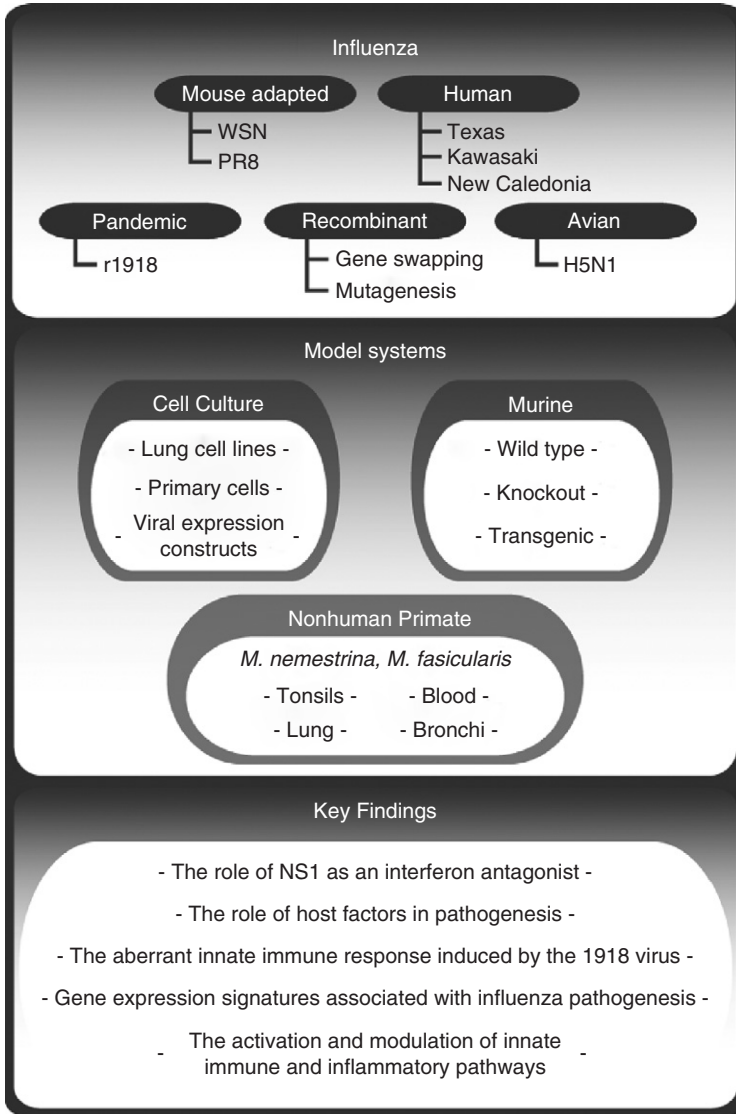 Influenza
Mouse adapted
WSN
PR8
Human
Texas
Kawasaki
New Caledonia
Pandemic
r1918
Recombinant
Gene swapping
Mutagenesis
Avian
H5N1
Model systems
Cell Culture
- Lung cell lines -
- Primary cells -
- Viral expression
constructs -
Murine
- Wild type -
- Knockout -
- Transgenic -
Nonhuman Primate
M. nemestrina, M. fasicularis
- Tonsils - - Blood -
- Lung - - Bronchi -
Key Findings
- The role of NS1 as an interferon antagonist -
- The role of host factors in pathogenesis -
- The aberrant innate immune response induced by the 1918 virus -
- Gene expression signatures associated with influenza pathogenesis -
- The activation and modulation of innate
immune and inflammatory pathways -